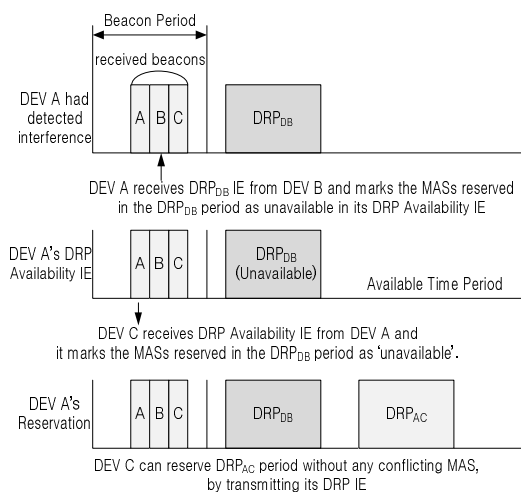 Beacon Period
received beacons
DEV A had
detected
interference
A B C
DRP_DB
DEV A receives DRP_DB IE from DEV B and marks the MASs reserved
in the DRP_DB period as unavailable in its DRP Availability IE
DEV A's DRP
Availability IE
A B C
DRP_DB
(Unavailable)
Available Time Period
DEV C receives DRP Availability IE from DEV A and
it marks the MASs reserved in the DRP_DB period as 'unavailable'.
DEV A's
Reservation
A B C
DRP_DB
DRP_AC
DEV C can reserve DRP_AC period without any conflicting MAS,
by transmitting its DRP IE